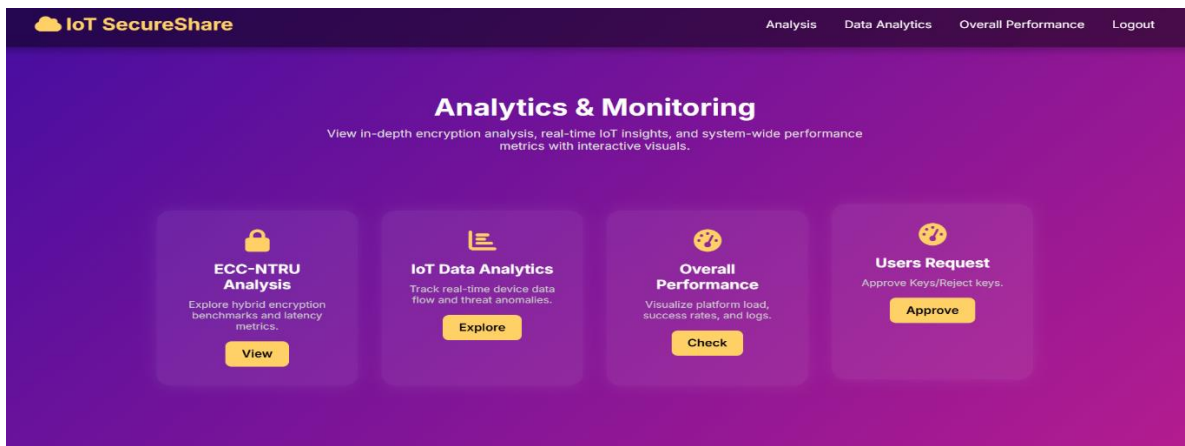 IoT SecureShare
Analysis Data Analytics Overall Performance Logout
Analytics & Monitoring
View in-depth encryption analysis, real-time IoT insights, and system-wide performance
metrics with interactive visuals.
ECC-NTRU
Analysis
Explore hybrid encryption
benchmarks and latency
metrics.
View
IoT Data Analytics
Track real-time device data
flow and threat anomalies.
Explore
Overall
Performance
Visualize platform load,
success rates, and logs.
Check
Users Request
Approve Keys/Reject keys.
Approve